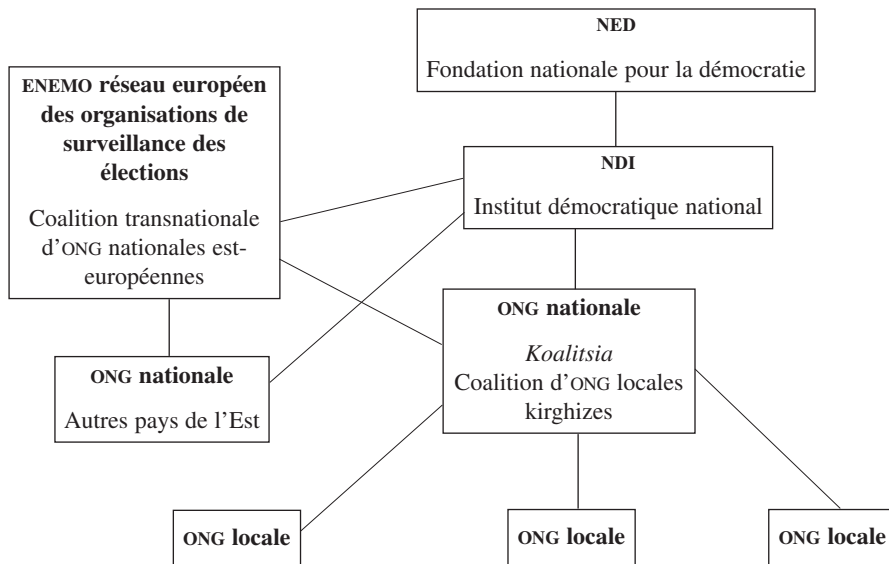 NED
Fondation nationale pour la démocratie
ENEMO réseau européen
des organisations de
surveillance des
élections
Coalition transnationale
d’ONG nationales est-
européennes
NDI
Institut démocratique national
ONG nationale
Koalitsia
Coalition d’ONG locales
kirghizes
ONG nationale
Autres pays de l’Est
ONG locale
ONG locale
ONG locale